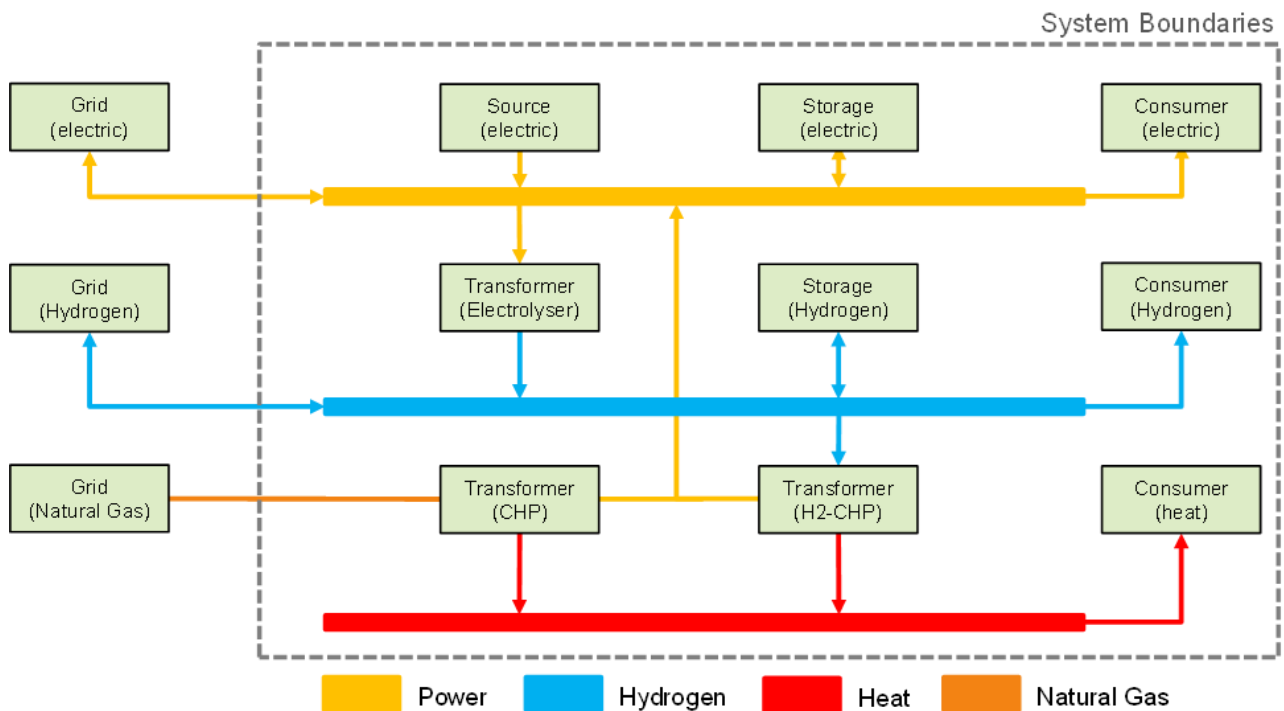 System Boundaries
Grid
(electric)
Source
(electric)
Storage
(electric)
Consumer
(electric)
Grid
(Hydrogen)
Transformer
(Electrolyser)
Storage
(Hydrogen)
Consumer
(Hydrogen)
Grid
(Natural Gas)
Transformer
(CHP)
Transformer
(H2-CHP)
Consumer
(heat)
Power
Hydrogen
Heat
Natural Gas